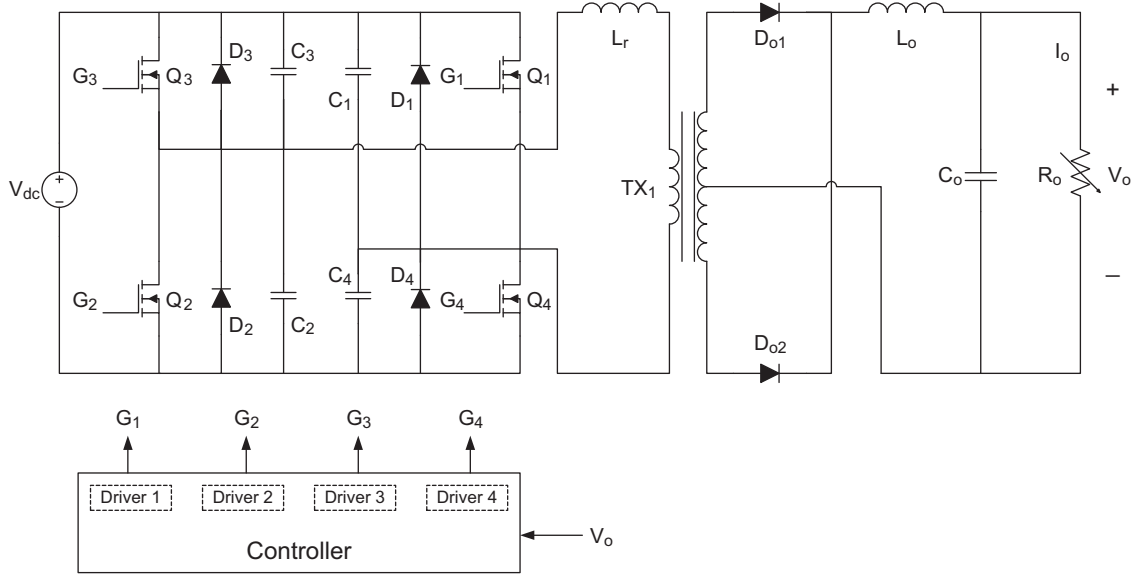 D3 C3 Lr Do1 Lo Io
G3 Q3 G1 Q1
C1 D1 +
Vdc + − TX1 Co Ro Vo
C4 D4 −
G2 Q2 G4 Q4
D2 C2 Do2
G1 G2 G3 G4
Driver 1 Driver 2 Driver 3 Driver 4
Controller Vo